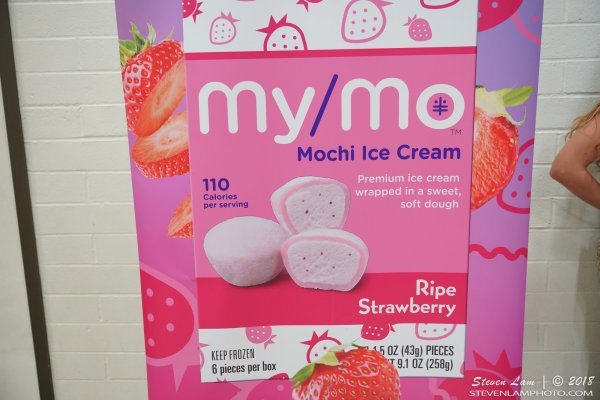 my/mo
TM
Mochi Ice Cream
110
Calories
per serving
Premium ice cream
wrapped in a sweet,
soft dough
Ripe
Strawberry
KEEP FROZEN
6 pieces per box
1.5 OZ (43g) PIECES
9.1 OZ (258g)
Steven Lam | © 2018
STEVENLAMPHOTO.COM